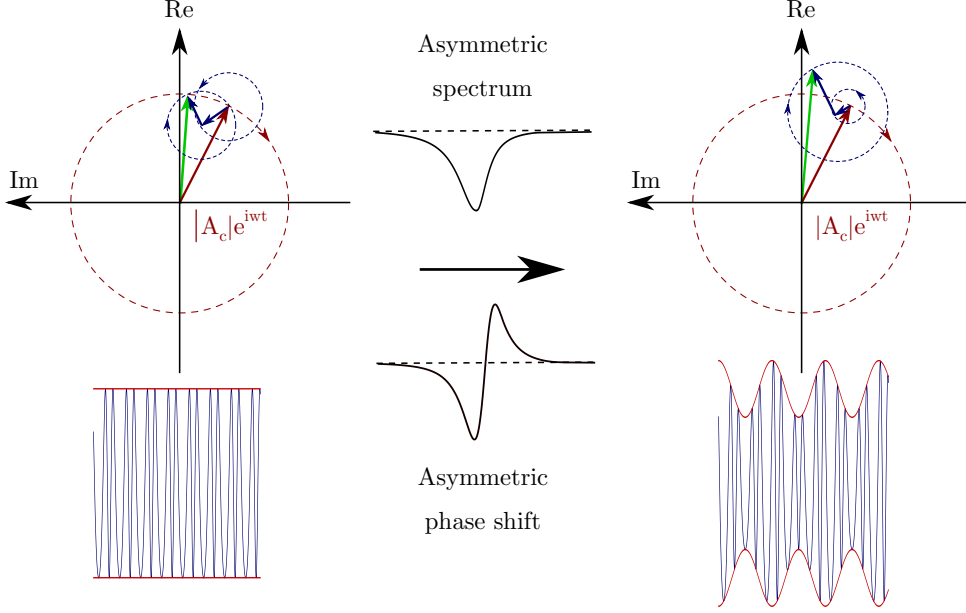 Re
Im
|A_c|e^iwt
Asymmetric
spectrum
Asymmetric
phase shift
Re
Im
|A_c|e^iwt